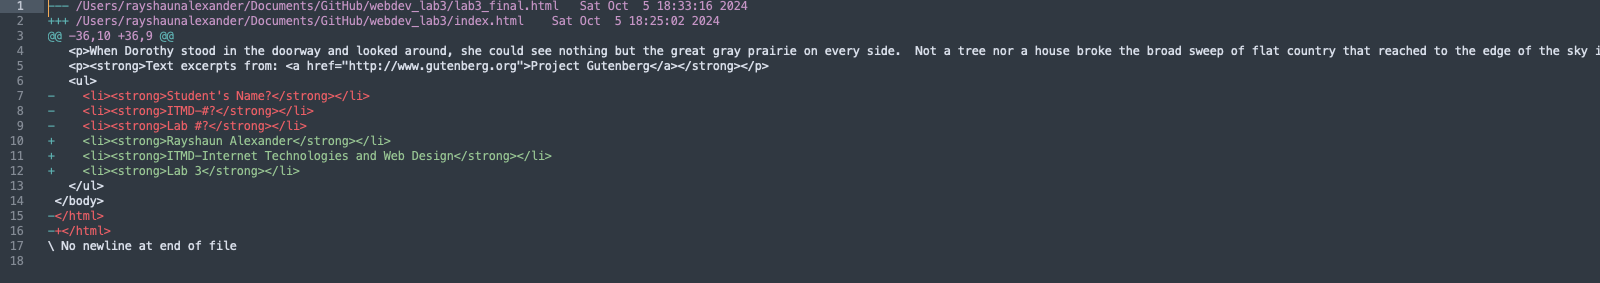 1 --- /Users/rayshaunalexander/Documents/GitHub/webdev_lab3/lab3_final.html Sat Oct 5 18:33:16 2024
2 +++ /Users/rayshaunalexander/Documents/GitHub/webdev_lab3/index.html Sat Oct 5 18:25:02 2024
3 @@ -36,10 +36,9 @@
4 <p>When Dorothy stood in the doorway and looked around, she could see nothing but the great gray prairie on every side.  Not a tree nor a house broke the broad sweep of flat country that reached to the edge of the sky i
5 <p><strong>Text excerpts from: <a href="http://www.gutenberg.org">Project Gutenberg</a></strong></p>
6 <ul>
7 - <li><strong>Student's Name?</strong></li>
8 - <li><strong>ITMD-#?</strong></li>
9 - <li><strong>Lab #?</strong></li>
10 + <li><strong>Rayshaun Alexander</strong></li>
11 + <li><strong>ITMD-Internet Technologies and Web Design</strong></li>
12 + <li><strong>Lab 3</strong></li>
13 </ul>
14 </body>
15 -</html>
16 -+</html>
17 \ No newline at end of file
18